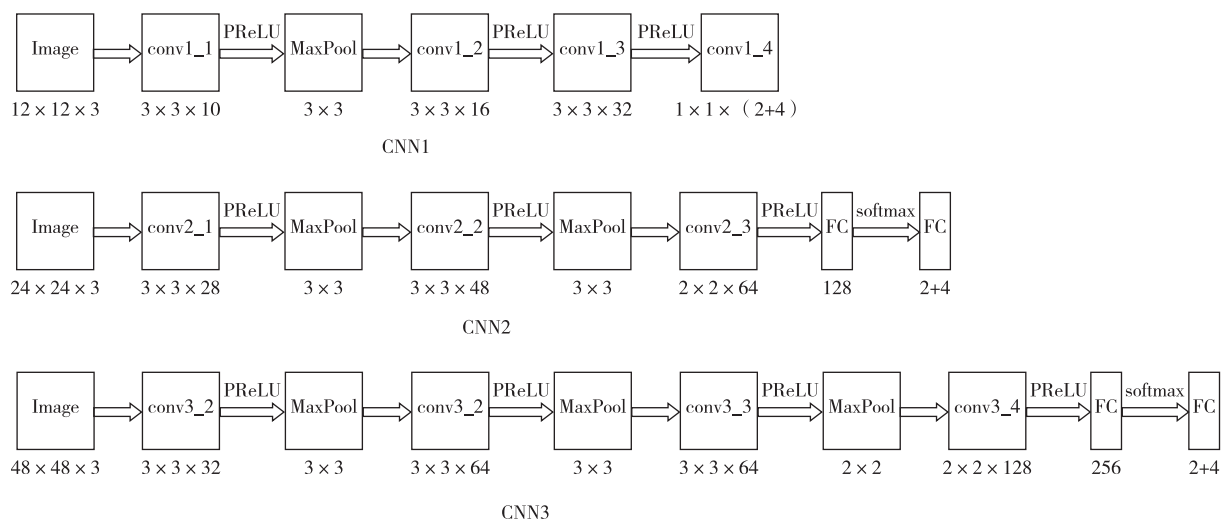 PReLU PReLU PReLU
Image conv1_1 MaxPool conv1_2 conv1_3 conv1_4
12 × 12 × 3 3 × 3 × 10 3 × 3 3 × 3 × 16 3 × 3 × 32 1 × 1 ×（2+4）
CNN1
PReLU PReLU PReLU softmax
Image conv2_1 MaxPool conv2_2 MaxPool conv2_3 FC FC
24 × 24 × 3 3 × 3 × 28 3 × 3 3 × 3 × 48 3 × 3 2 × 2 × 64 128 2+4
CNN2
PReLU PReLU PReLU PReLU softmax
Image conv3_2 MaxPool conv3_2 MaxPool conv3_3 MaxPool conv3_4 FC FC
48 × 48 × 3 3 × 3 × 32 3 × 3 3 × 3 × 64 3 × 3 3 × 3 × 64 2 × 2 2 × 2 × 128 256 2+4
CNN3